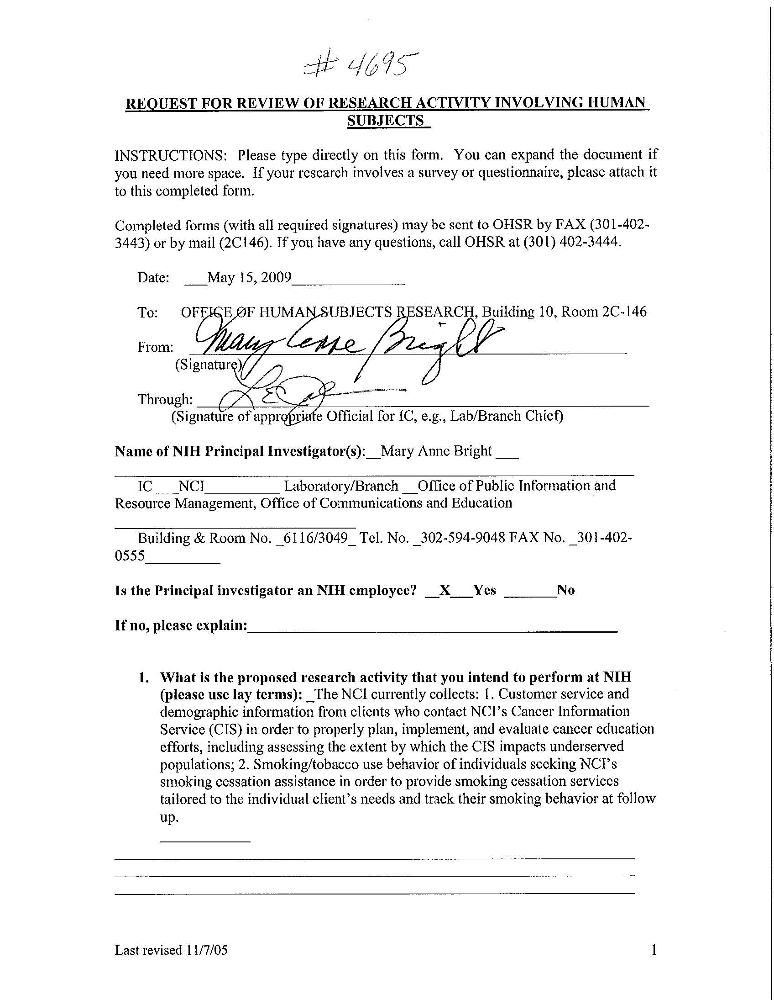 # 4695
REQUEST FOR REVIEW OF RESEARCH ACTIVITY INVOLVING HUMAN
SUBJECTS
INSTRUCTIONS: Please type directly on this form. You can expand the document if
you need more space. If your research involves a survey or questionnaire, please attach it
to this completed form.
Completed forms (with all required signatures) may be sent to OHSR by FAX (301-402-
3443) or by mail (2C146). If you have any questions, call OHSR at (301) 402-3444.
Date: ___May 15, 2009_______________
To: OFFICE OF HUMAN SUBJECTS RESEARCH, Building 10, Room 2C-146
From: Mary Anne Bright
(Signature)
Through:
(Signature of appropriate Official for IC, e.g., Lab/Branch Chief)
Name of NIH Principal Investigator(s):__Mary Anne Bright ___
IC ___NCI__________ Laboratory/Branch __Office of Public Information and
Resource Management, Office of Communications and Education
Building & Room No. _6116/3049_ Tel. No. _302-594-9048 FAX No. _301-402-
0555__________
Is the Principal investigator an NIH employee? __X___Yes _______No
If no, please explain:
1. What is the proposed research activity that you intend to perform at NIH
(please use lay terms): _The NCI currently collects: 1. Customer service and
demographic information from clients who contact NCI's Cancer Information
Service (CIS) in order to properly plan, implement, and evaluate cancer education
efforts, including assessing the extent by which the CIS impacts underserved
populations; 2. Smoking/tobacco use behavior of individuals seeking NCI's
smoking cessation assistance in order to provide smoking cessation services
tailored to the individual client's needs and track their smoking behavior at follow
up.
Last revised 11/7/05 1